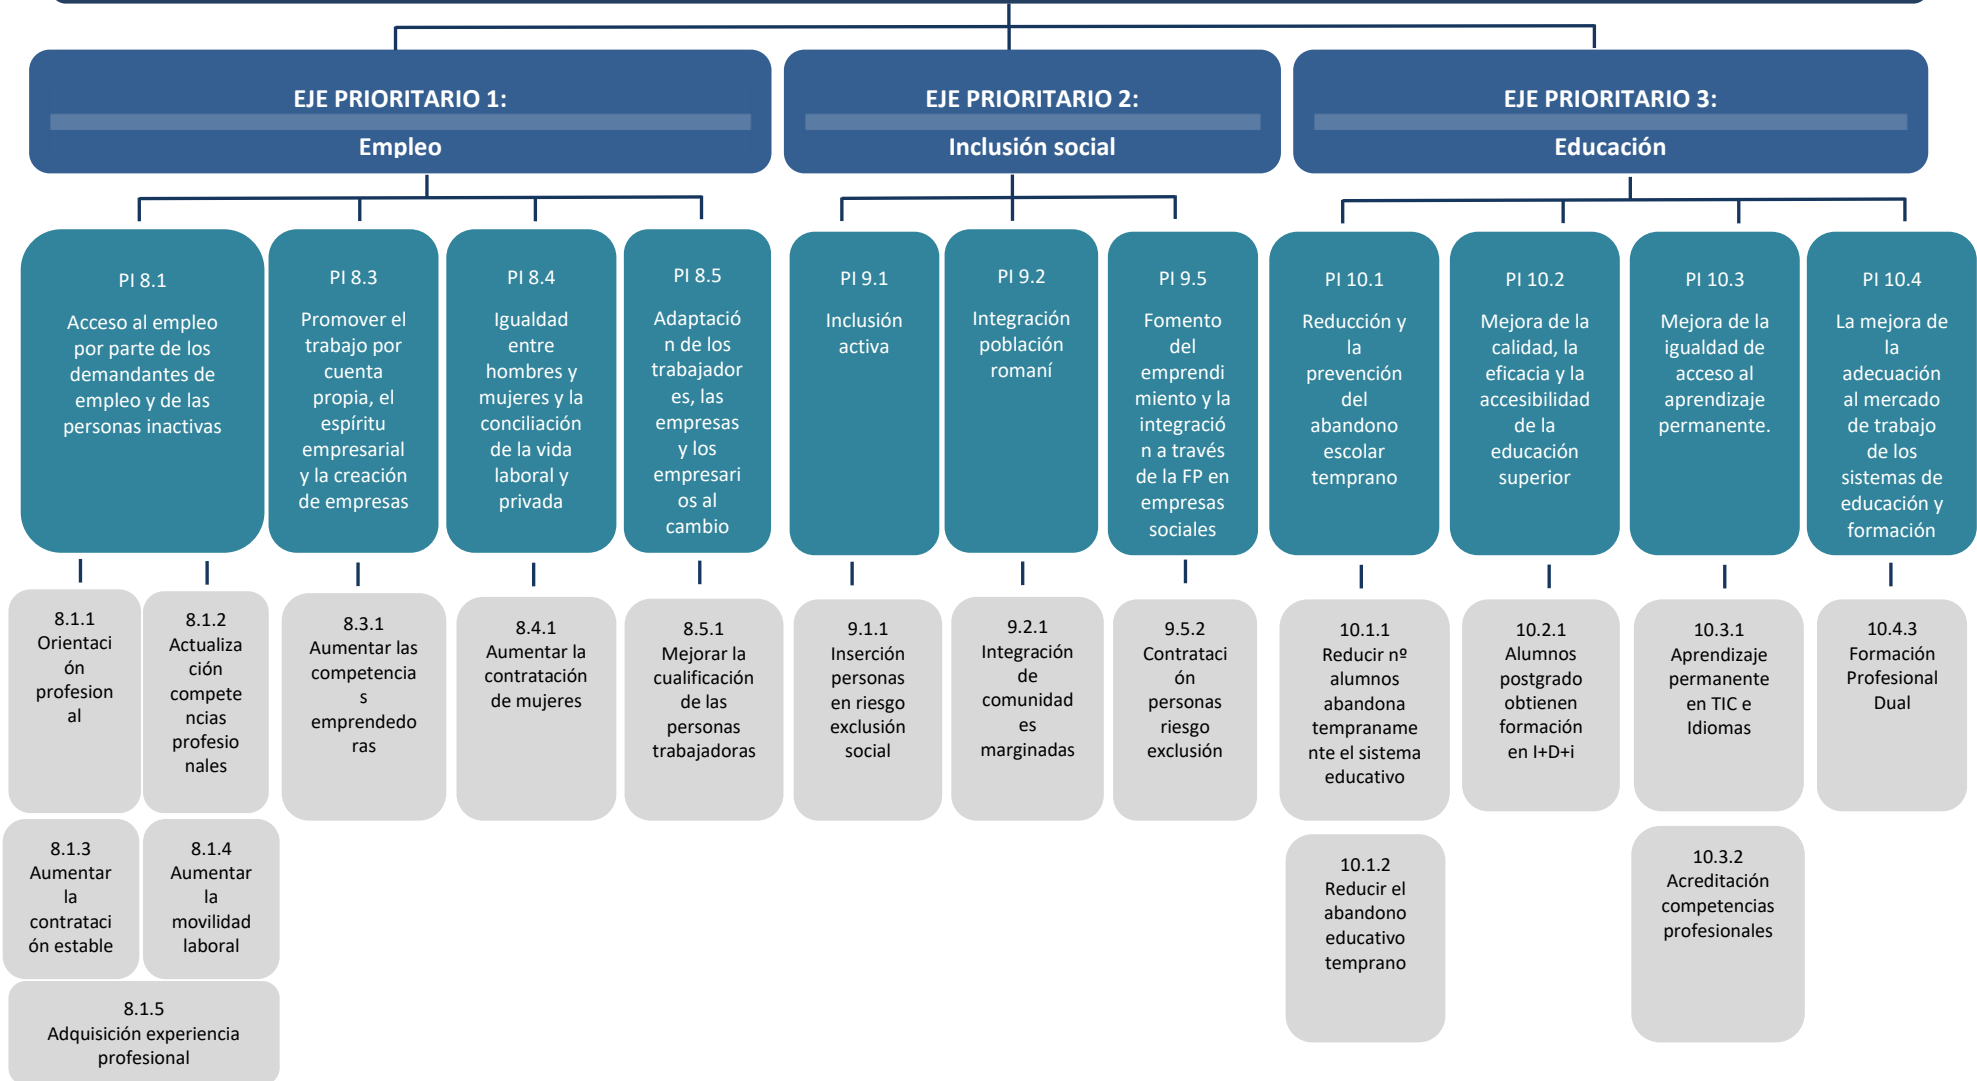 EJE PRIORITARIO 1:
Empleo
EJE PRIORITARIO 2:
Inclusión social
EJE PRIORITARIO 3:
Educación
PI 8.1
Acceso al empleo
por parte de los
demandantes de
empleo y de las
personas inactivas
PI 8.3
Promover el
trabajo por
cuenta
propia, el
espíritu
empresarial
y la creación
de empresas
PI 8.4
Igualdad
entre
hombres y
mujeres y la
conciliación
de la vida
laboral y
privada
PI 8.5
Adaptació
n de los
trabajador
es, las
empresas
y los
empresari
os al
cambio
PI 9.1
Inclusión
activa
PI 9.2
Integración
población
romaní
PI 9.5
Fomento
del
emprendi
miento y la
integració
n a través
de la FP en
empresas
sociales
PI 10.1
Reducción y
la
prevención
del
abandono
escolar
temprano
PI 10.2
Mejora de la
calidad, la
eficacia y la
accesibilidad
de la
educación
superior
PI 10.3
Mejora de la
igualdad de
acceso al
aprendizaje
permanente.
PI 10.4
La mejora de
la
adecuación
al mercado
de trabajo
de los
sistemas de
educación y
formación
8.1.1
Orientaci
ón
profesion
al
8.1.2
Actualiza
ción
compete
ncias
profesio
nales
8.3.1
Aumentar las
competencia
s
emprendedo
ras
8.4.1
Aumentar la
contratación
de mujeres
8.5.1
Mejorar la
cualificación
de las
personas
trabajadoras
9.1.1
Inserción
personas
en riesgo
exclusión
social
9.2.1
Integración
de
comunidad
es
marginadas
9.5.2
Contrataci
ón
personas
riesgo
exclusión
10.1.1
Reducir nº
alumnos
abandona
tempraname
nte el sistema
educativo
10.2.1
Alumnos
postgrado
obtienen
formación
en I+D+i
10.3.1
Aprendizaje
permanente
en TIC e
Idiomas
10.4.3
Formación
Profesional
Dual
8.1.3
Aumentar
la
contrataci
ón estable
8.1.4
Aumentar
la
movilidad
laboral
10.1.2
Reducir el
abandono
educativo
temprano
10.3.2
Acreditación
competencias
profesionales
8.1.5
Adquisición experiencia
profesional